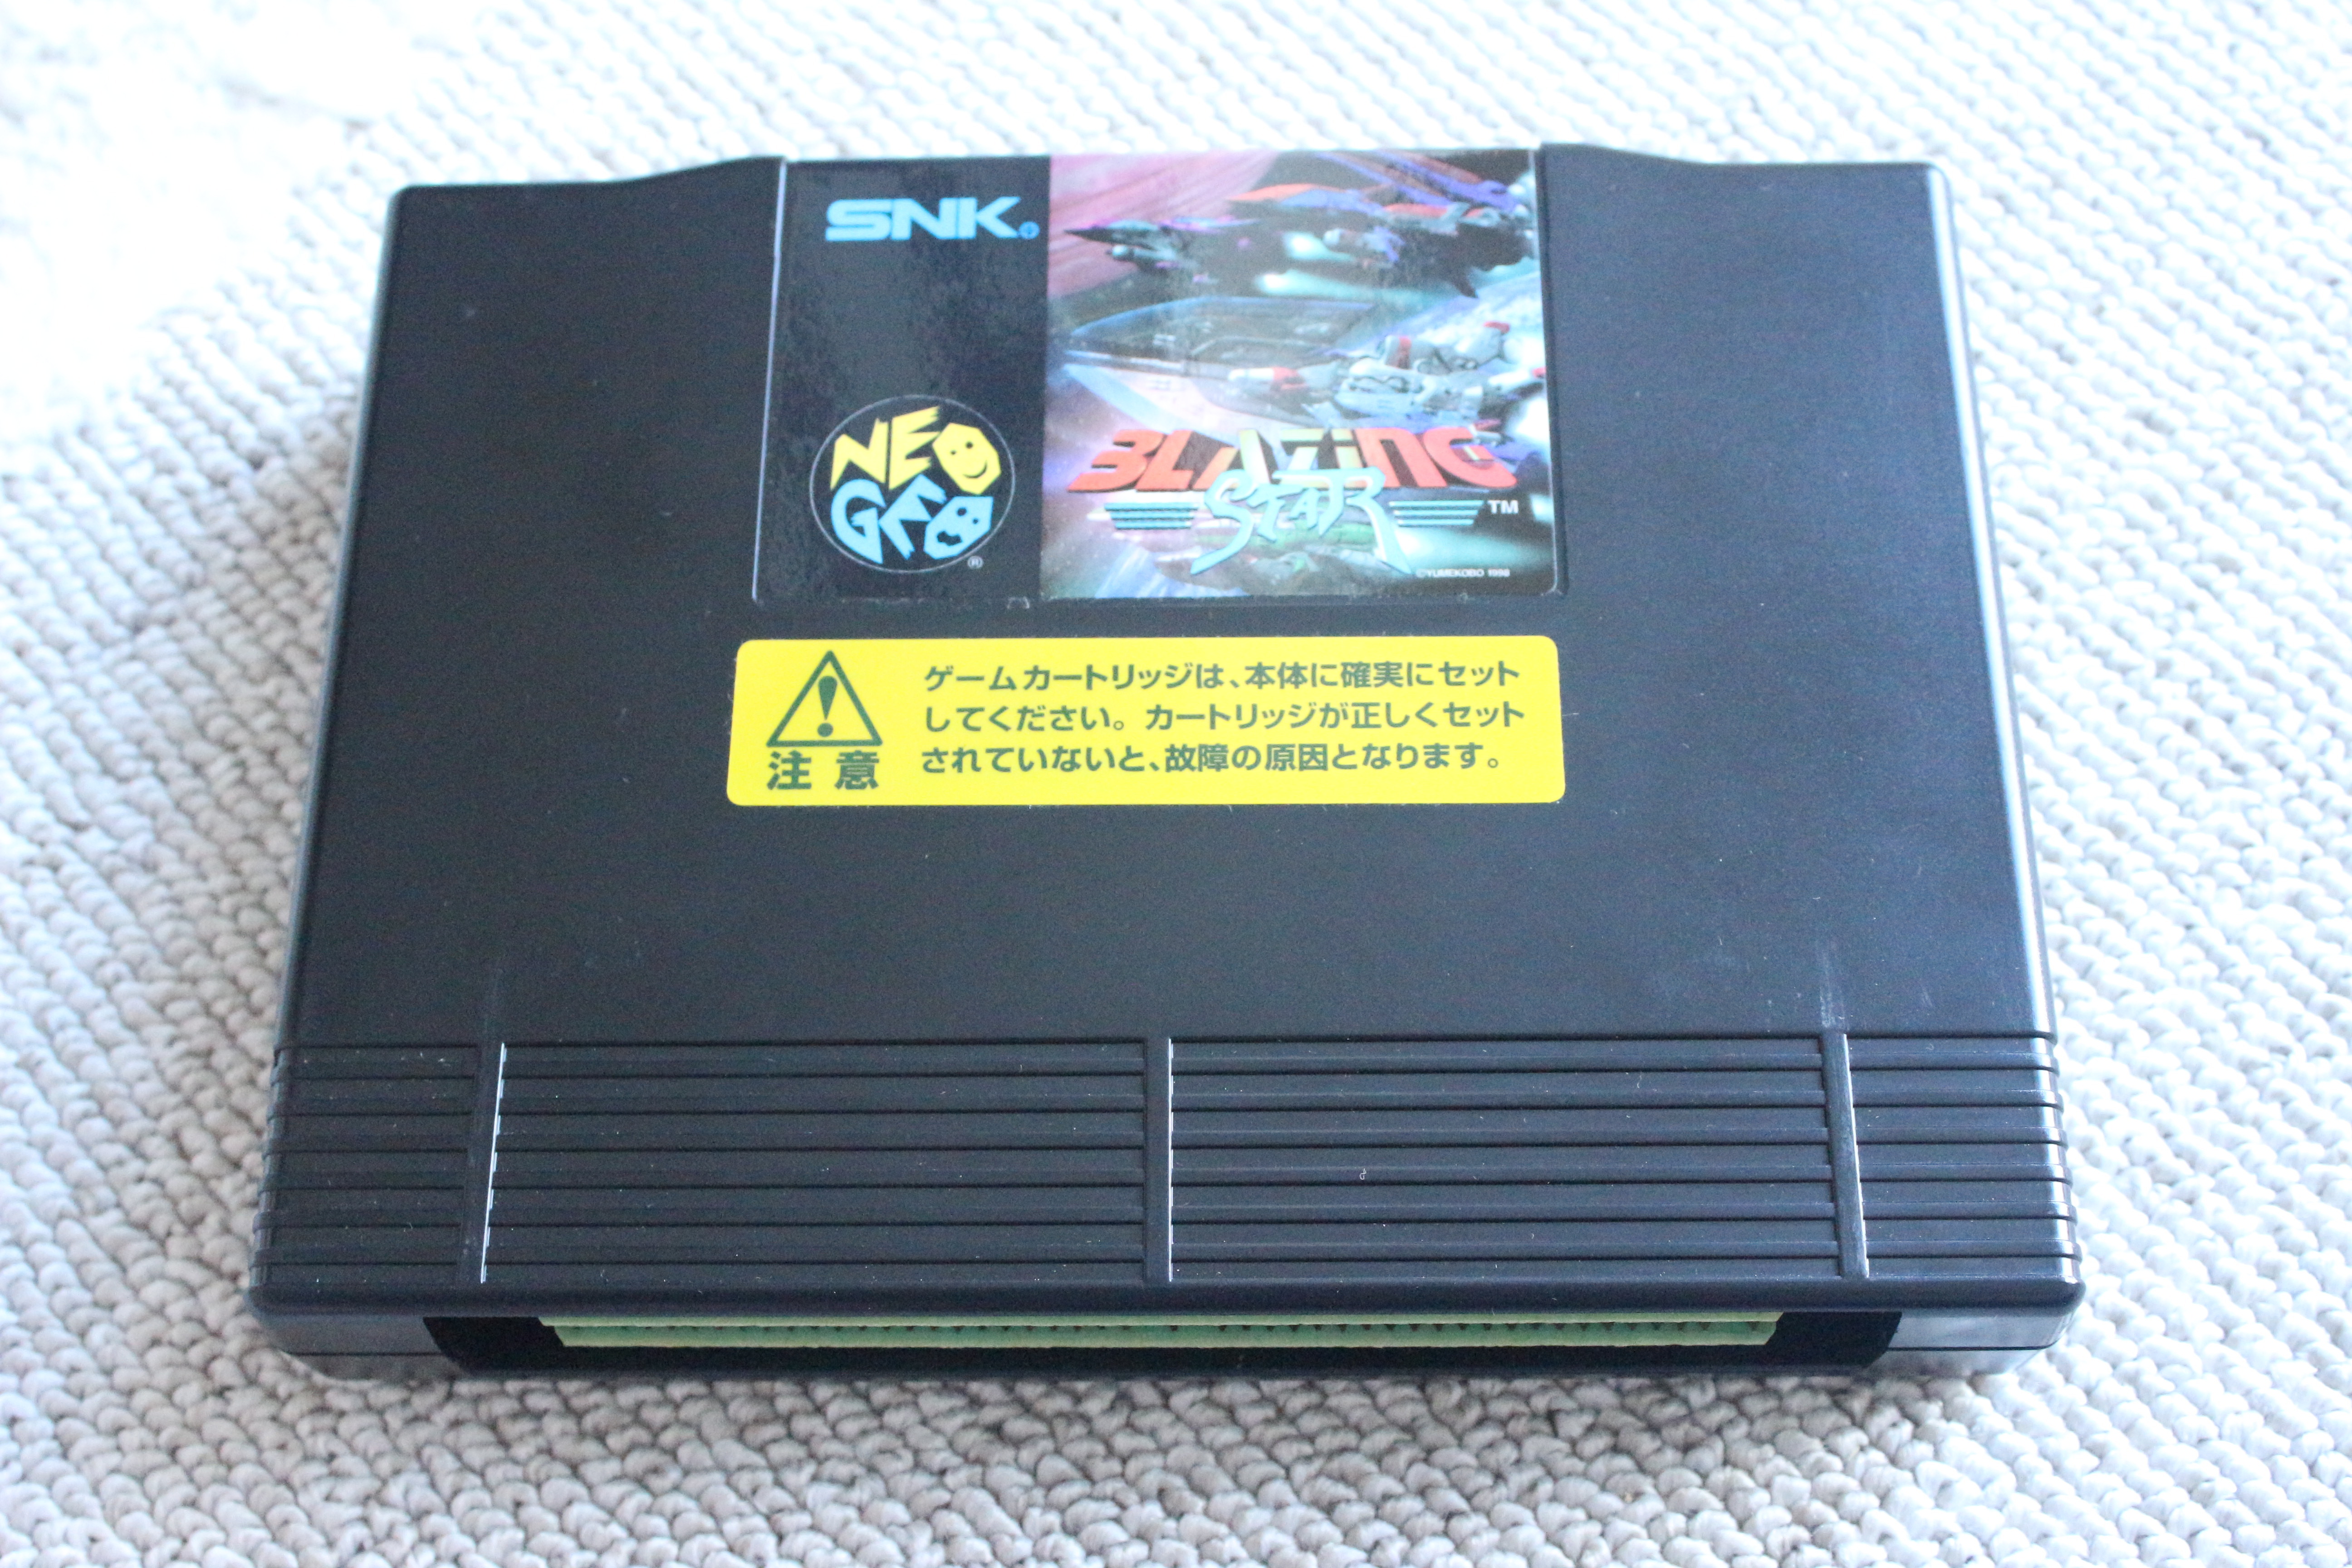 SNK
NEO
GEO
®
BLAZING
STAR
TM
©YUMEKOBO 1998
注意
ゲームカートリッジは、本体に確実にセット
してください。カートリッジが正しくセット
されていないと、故障の原因となります。